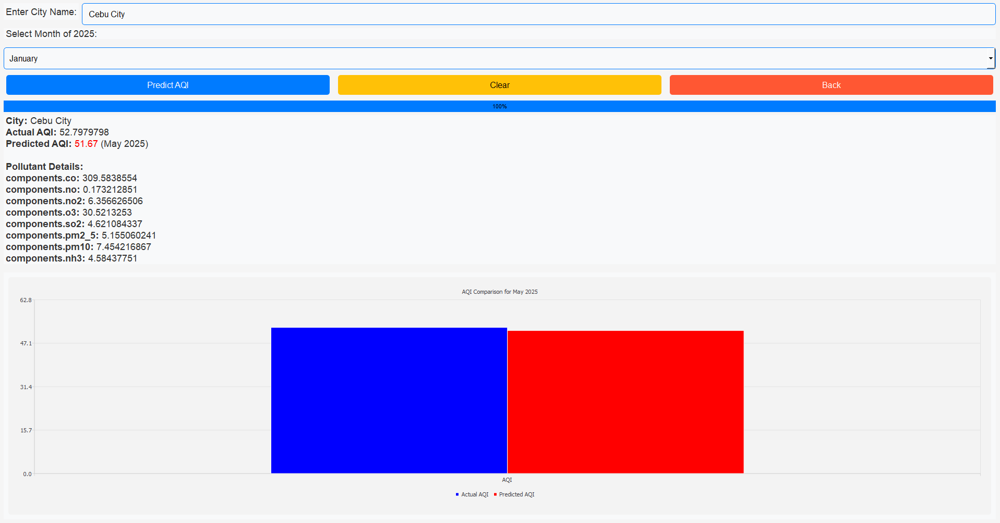 Enter City Name: Cebu City
Select Month of 2025:
January
Predict AQI Clear Back
100%
City: Cebu City
Actual AQI: 52.7979798
Predicted AQI: 51.67 (May 2025)
Pollutant Details:
components.co: 309.5838554
components.no: 0.173212851
components.no2: 6.356626506
components.o3: 30.5213253
components.so2: 4.621084337
components.pm2_5: 5.155060241
components.pm10: 7.454216867
components.nh3: 4.58437751
AQI Comparison for May 2025
62.8
47.1
31.4
15.7
0.0
AQI
Actual AQI Predicted AQI